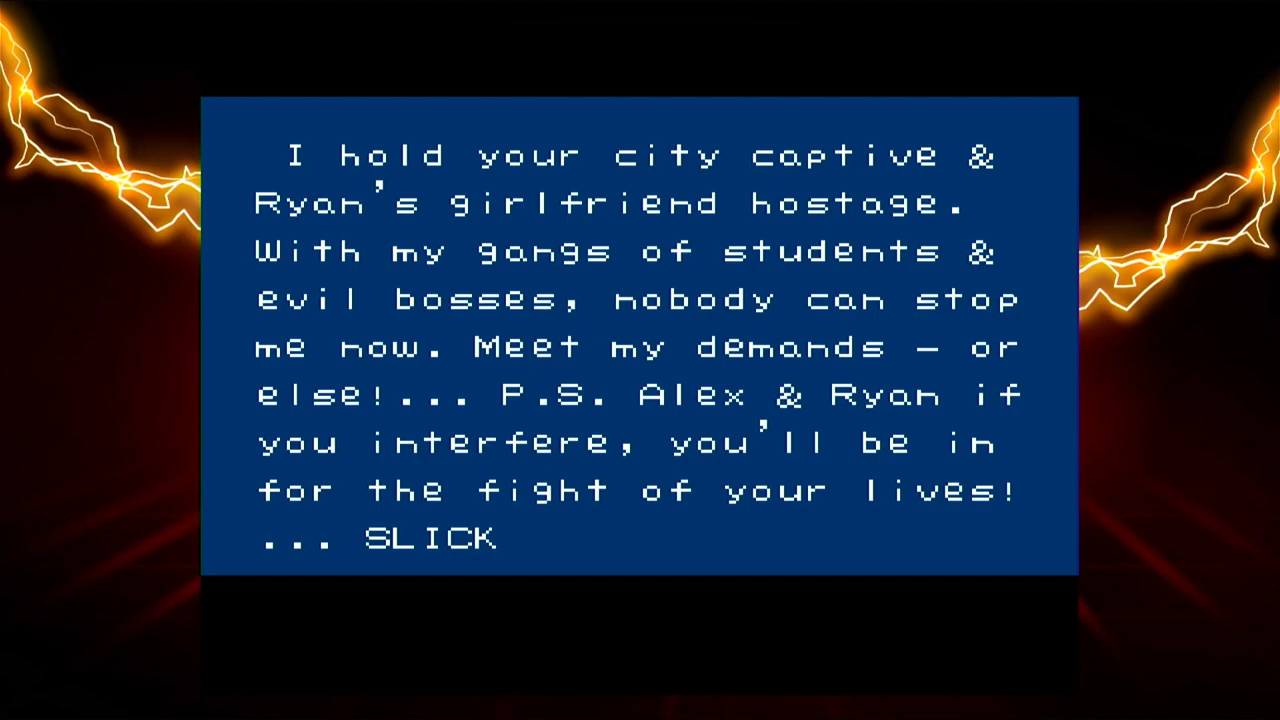 I hold your city captive &
Ryan's girlfriend hostage.
With my gangs of students &
evil bosses, nobody can stop
me now. Meet my demands – or
else!... P.S. Alex & Ryan if
you interfere, you'll be in
for the fight of your lives!
... SLICK